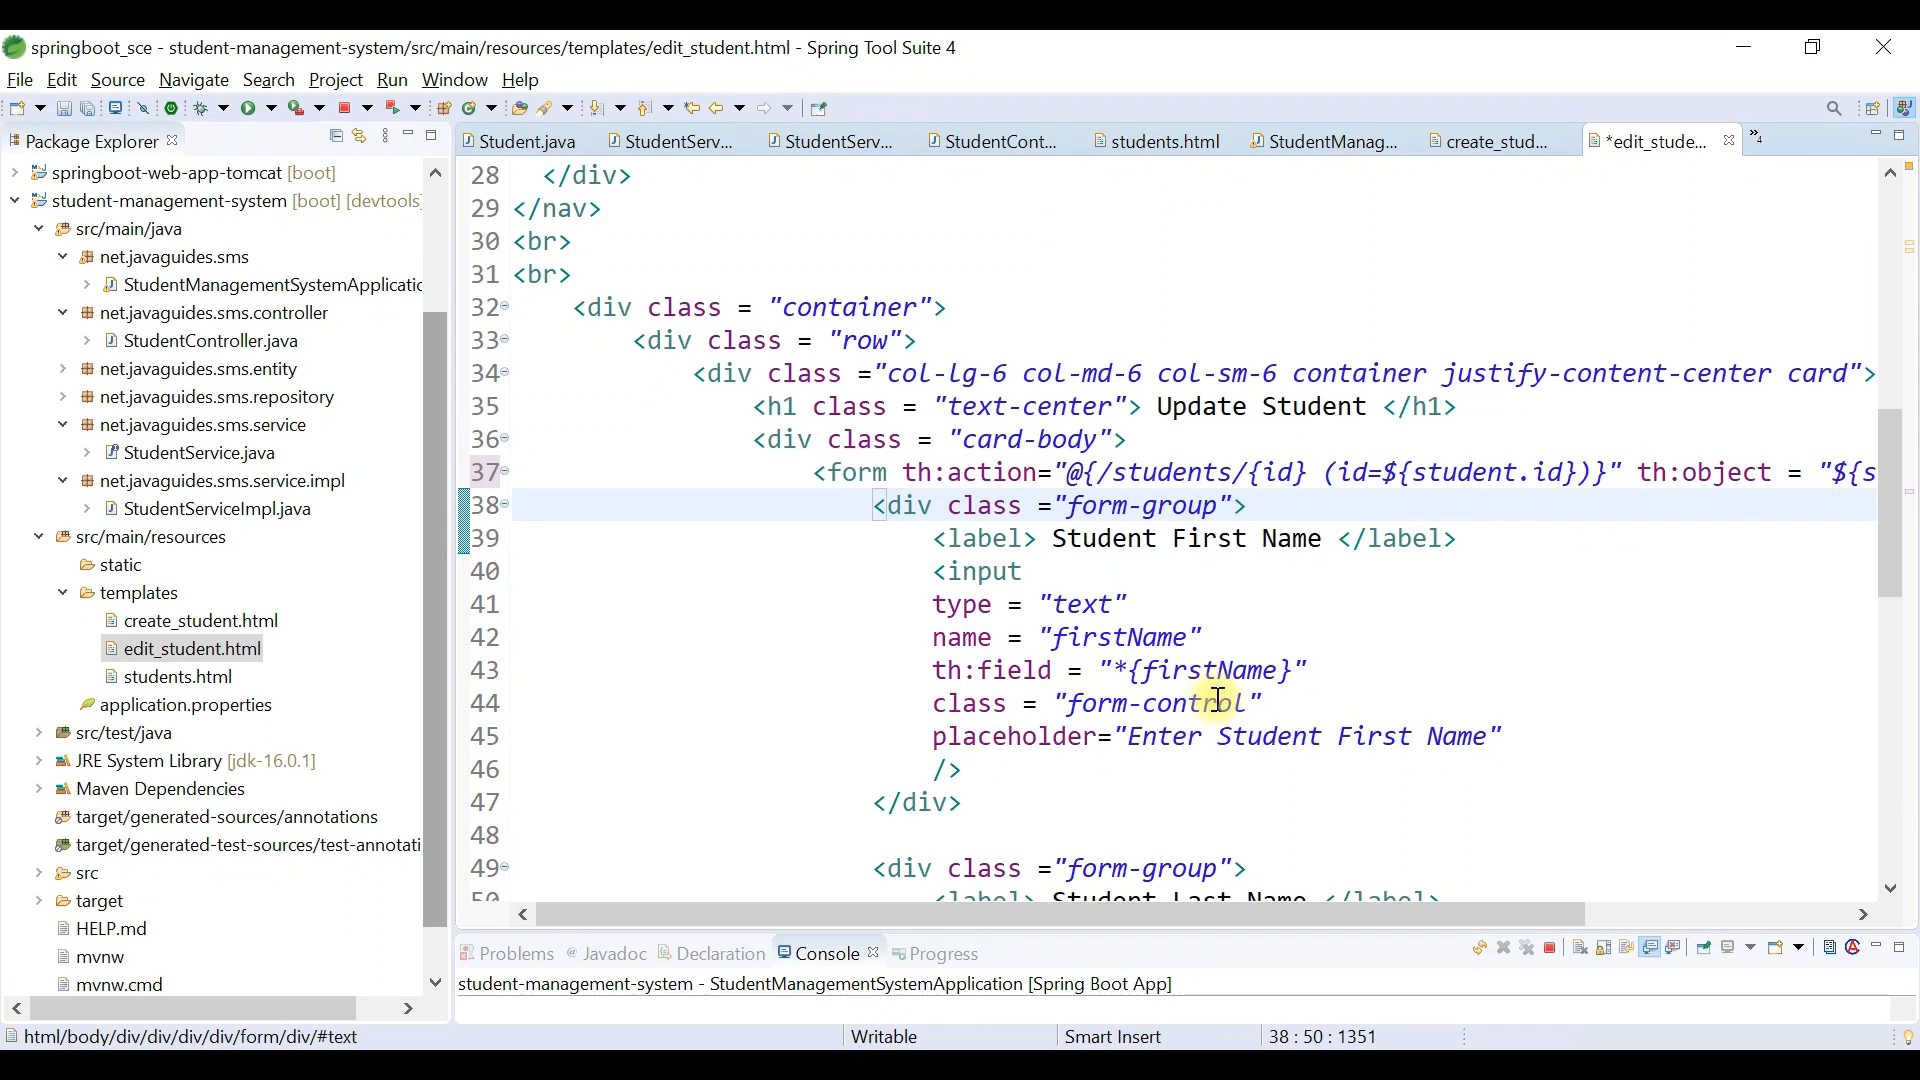 springboot_sce - student-management-system/src/main/resources/templates/edit_student.html - Spring Tool Suite 4
File Edit Source Navigate Search Project Run Window Help
Package Explorer
Student.java StudentServ... StudentServ... StudentCont... students.html StudentManag... create_stud... *edit_stude... »4
springboot-web-app-tomcat [boot]
student-management-system [boot] [devtools]
src/main/java
net.javaguides.sms
StudentManagementSystemApplicatic
net.javaguides.sms.controller
StudentController.java
net.javaguides.sms.entity
net.javaguides.sms.repository
net.javaguides.sms.service
StudentService.java
net.javaguides.sms.service.impl
StudentServiceImpl.java
src/main/resources
static
templates
create_student.html
edit_student.html
students.html
application.properties
src/test/java
JRE System Library [jdk-16.0.1]
Maven Dependencies
target/generated-sources/annotations
target/generated-test-sources/test-annotati
src
target
HELP.md
mvnw
mvnw.cmd
28 </div>
29 </nav>
30 <br>
31 <br>
32 <div class = "container">
33 <div class = "row">
34 <div class ="col-lg-6 col-md-6 col-sm-6 container justify-content-center card">
35 <h1 class = "text-center"> Update Student </h1>
36 <div class = "card-body">
37 <form th:action="@{/students/{id} (id=${student.id})}" th:object = "${s
38 <div class ="form-group">
39 <label> Student First Name </label>
40 <input
41 type = "text"
42 name = "firstName"
43 th:field = "*{firstName}"
44 class = "form-control"
45 placeholder="Enter Student First Name"
46 />
47 </div>
48
49 <div class ="form-group">
50 <label> Student Last Name </label>
Problems Javadoc Declaration Console Progress
student-management-system - StudentManagementSystemApplication [Spring Boot App]
html/body/div/div/div/div/form/div/#text Writable Smart Insert 38 : 50 : 1351